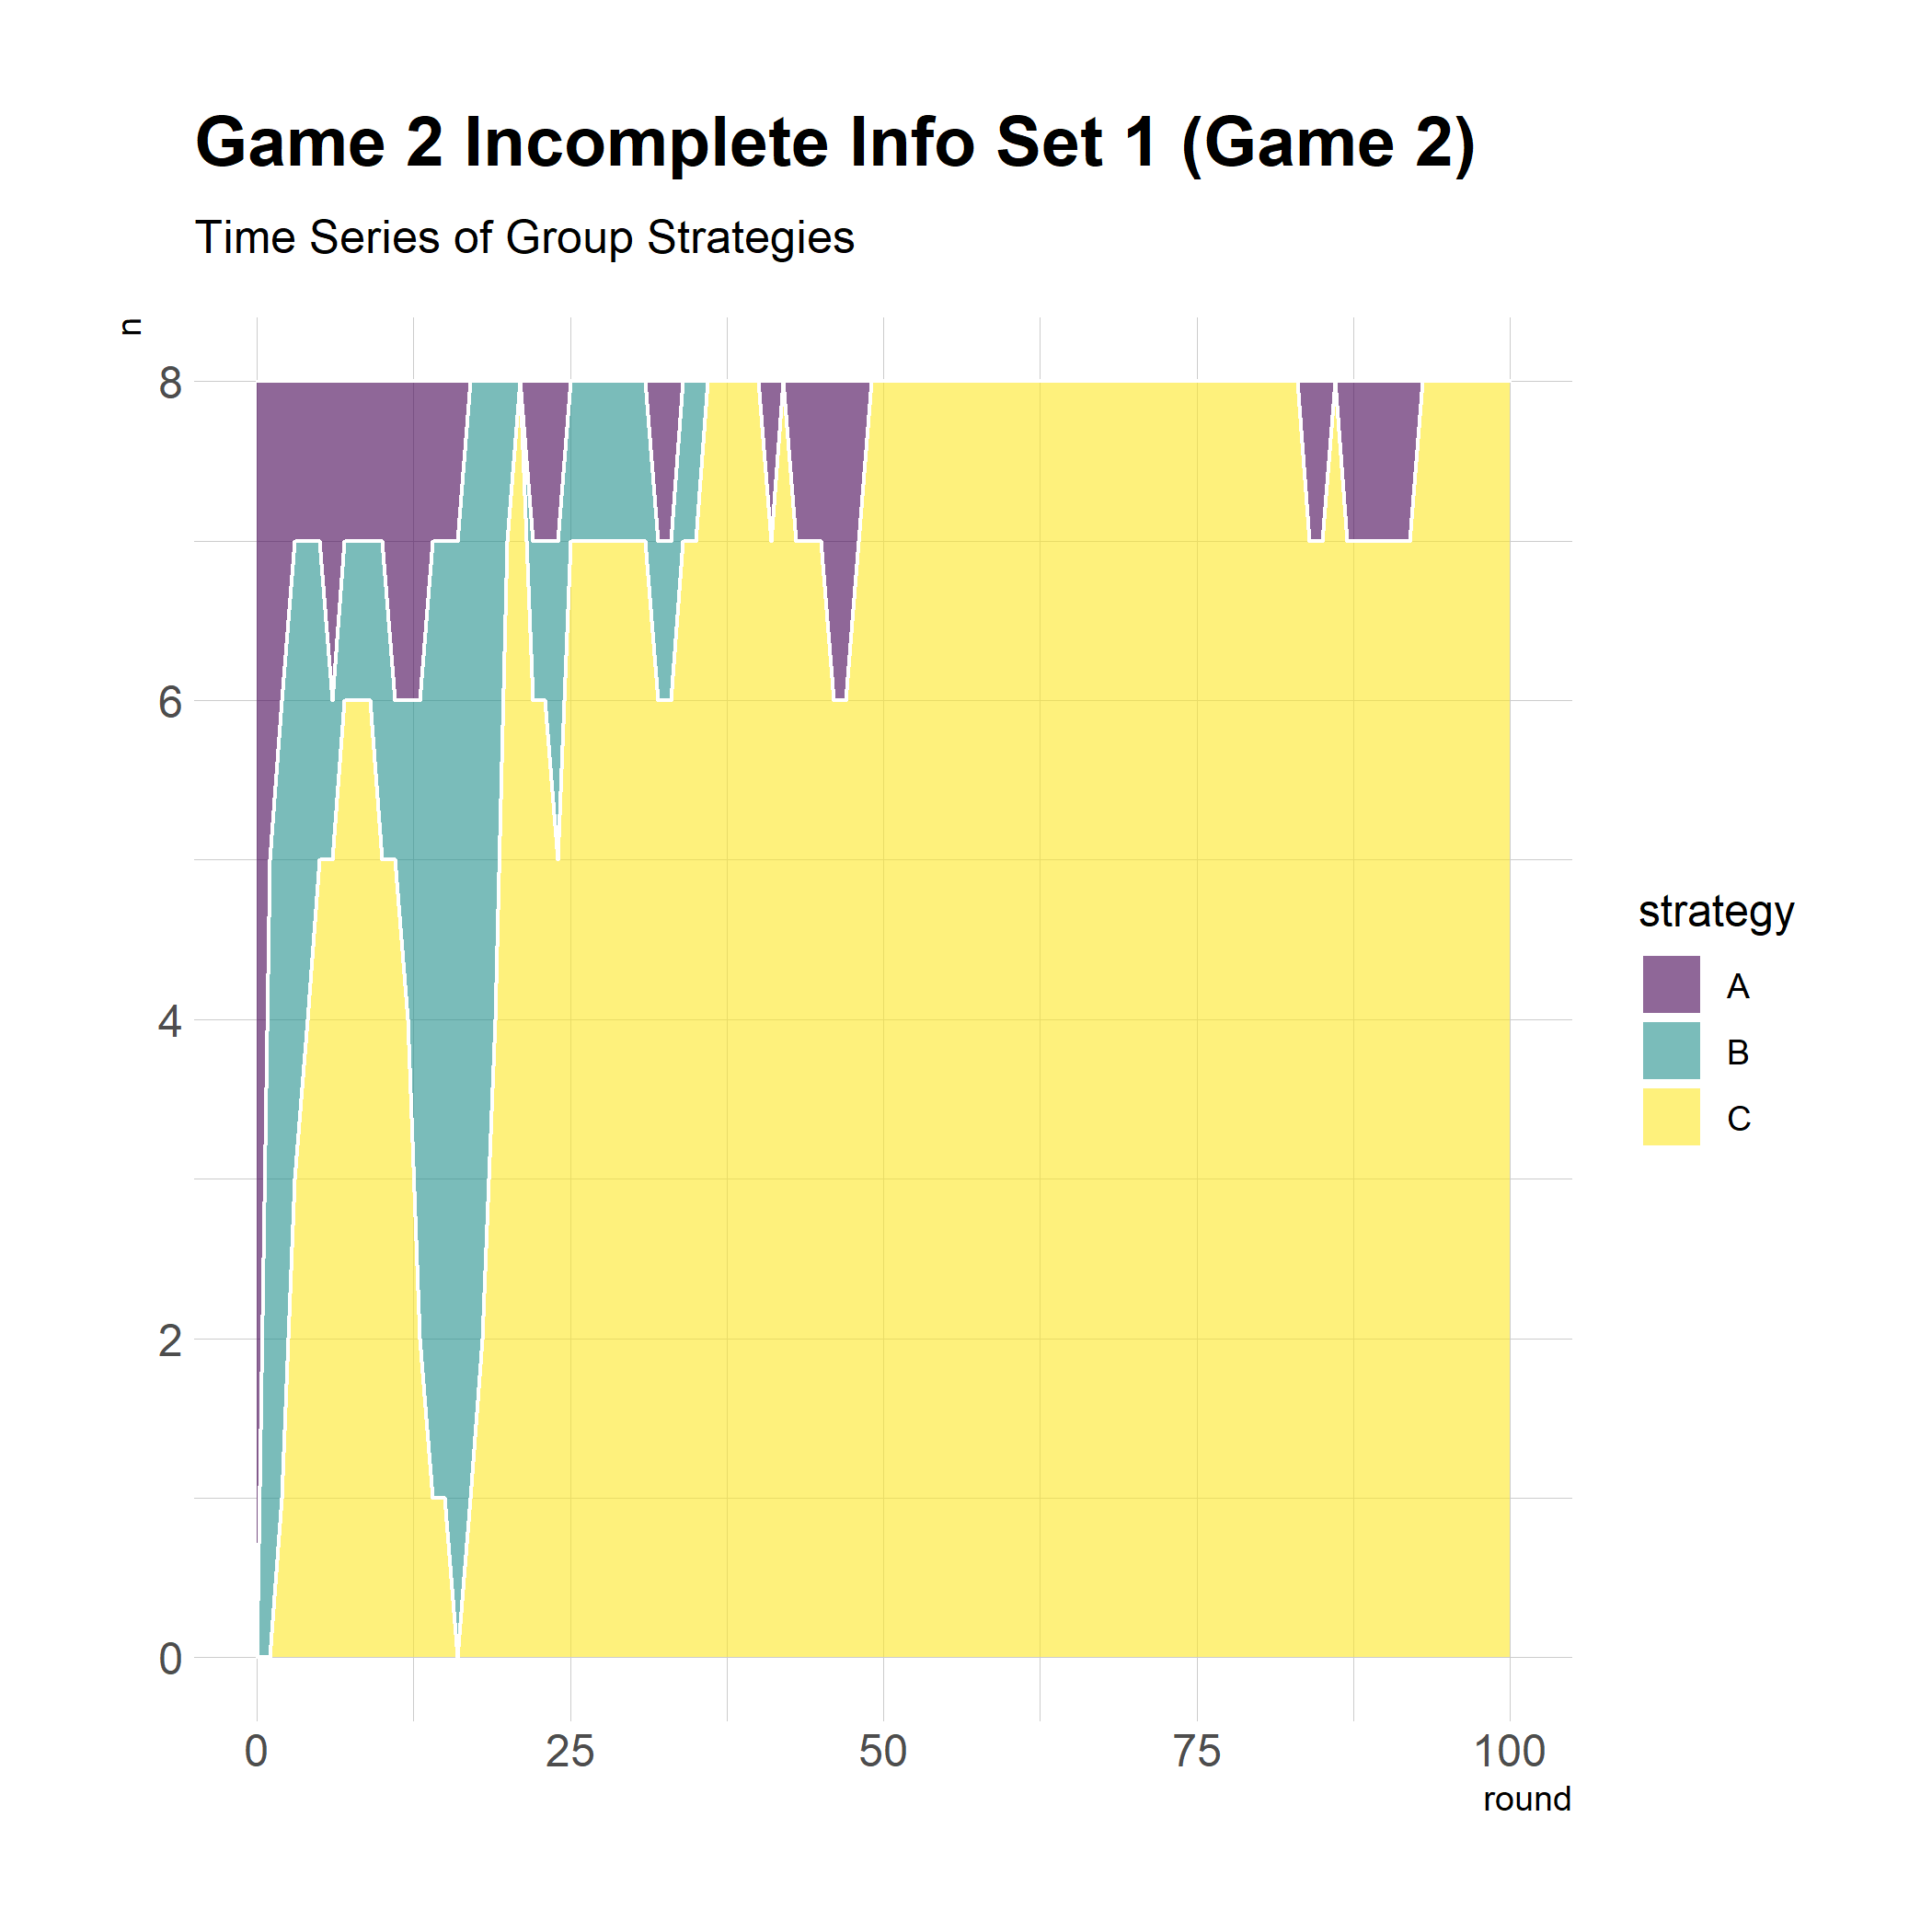 Game 2 Incomplete Info Set 1 (Game 2)
Time Series of Group Strategies
n
8
6
4
2
0
0 25 50 75 100
round
strategy
A
B
C